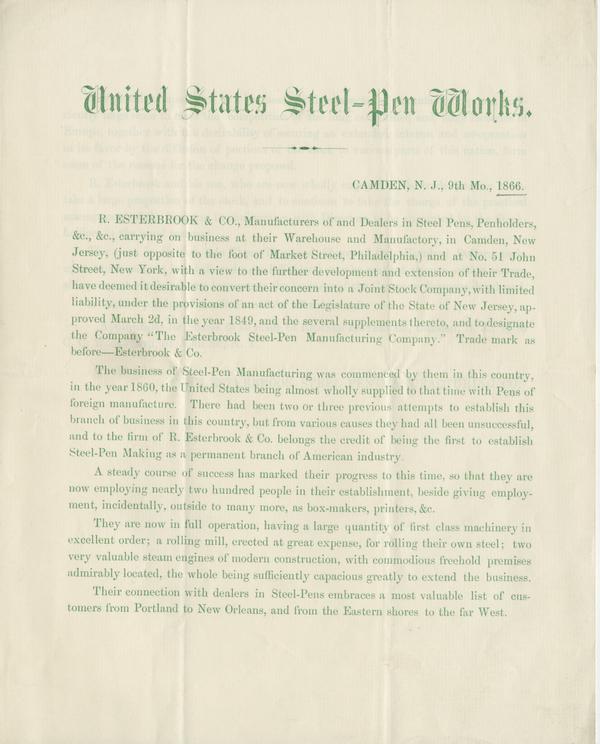 United States Steel-Pen Works.
CAMDEN, N. J., 9th Mo., 1866.
R. ESTERBROOK & CO., Manufacturers of and Dealers in Steel Pens, Penholders,
&c., &c., carrying on business at their Warehouse and Manufactory, in Camden, New
Jersey, (just opposite to the foot of Market Street, Philadelphia,) and at No. 51 John
Street, New York, with a view to the further development and extension of their Trade,
have deemed it desirable to convert their concern into a Joint Stock Company, with limited
liability, under the provisions of an act of the Legislature of the State of New Jersey, ap-
proved March 2d, in the year 1849, and the several supplements thereto, and to designate
the Company "The Esterbrook Steel-Pen Manufacturing Company." Trade mark as
before—Esterbrook & Co.
The business of Steel-Pen Manufacturing was commenced by them in this country,
in the year 1860, the United States being almost wholly supplied to that time with Pens of
foreign manufacture. There had been two or three previous attempts to establish this
branch of business in this country, but from various causes they had all been unsuccessful,
and to the firm of R. Esterbrook & Co. belongs the credit of being the first to establish
Steel-Pen Making as a permanent branch of American industry.
A steady course of success has marked their progress to this time, so that they are
now employing nearly two hundred people in their establishment, beside giving employ-
ment, incidentally, outside to many more, as box-makers, printers, &c.
They are now in full operation, having a large quantity of first class machinery in
excellent order; a rolling mill, erected at great expense, for rolling their own steel; two
very valuable steam engines of modern construction, with commodious freehold premises
admirably located, the whole being sufficiently capacious greatly to extend the business.
Their connection with dealers in Steel-Pens embraces a most valuable list of cus-
tomers from Portland to New Orleans, and from the Eastern shores to the far West.